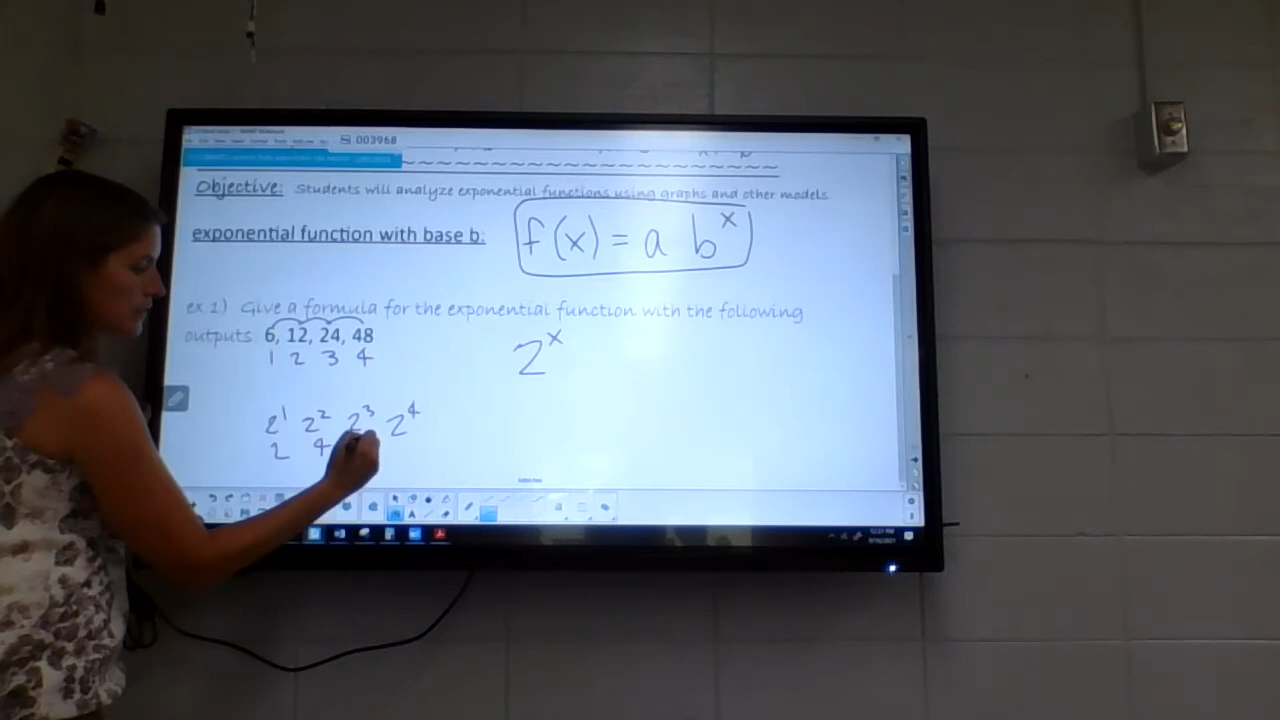 003968
Objective: Students will analyze exponential functions using graphs and other models.
exponential function with base b: f(x) = a b^x
ex 1) Give a formula for the exponential function with the following
outputs 6, 12, 24, 48
1 2 3 4
2^x
2^1 2^2 2^3 2^4
2 4